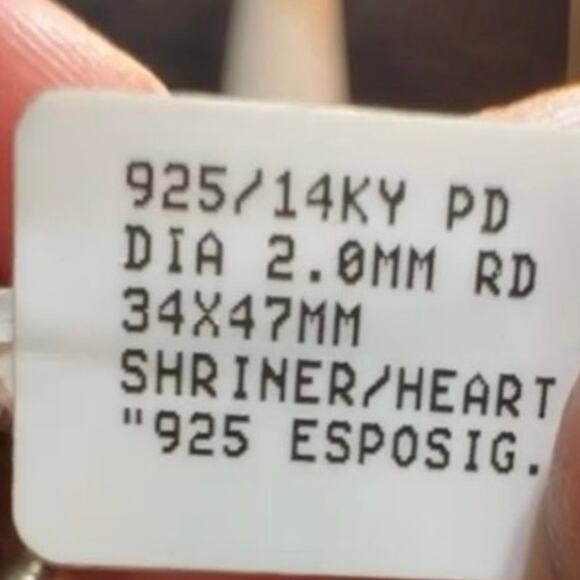 925/14KY PD
DIA 2.0MM RD
34X47MM
SHRINER/HEART
"925 ESPOSIG.